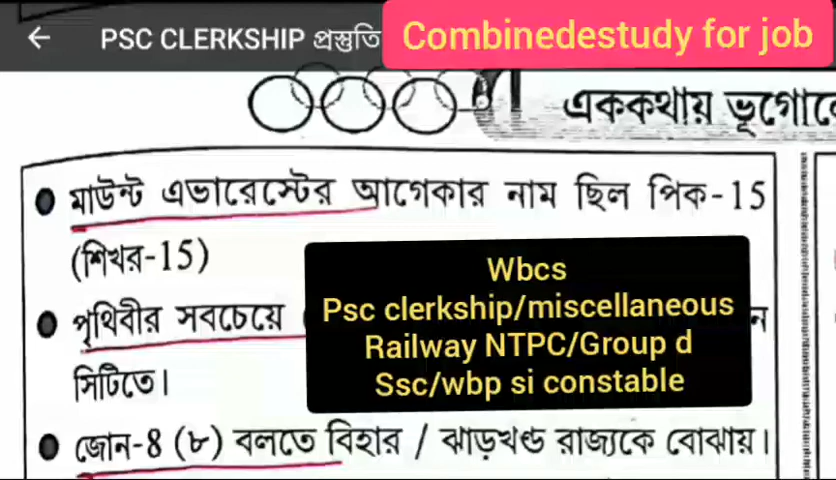 ← PSC CLERKSHIP প্রস্তুতি
Combinedestudy for job
এককথায় ভূগোলে
মাউন্ট এভারেস্টের আগেকার নাম ছিল পিক-15
(শিখর-15)
পৃথিবীর সবচেয়ে
সিটিতে।
জোন-8 (৮) বলতে বিহার / ঝাড়খণ্ড রাজ্যকে বোঝায়।
Wbcs
Psc clerkship/miscellaneous
Railway NTPC/Group d
Ssc/wbp si constable